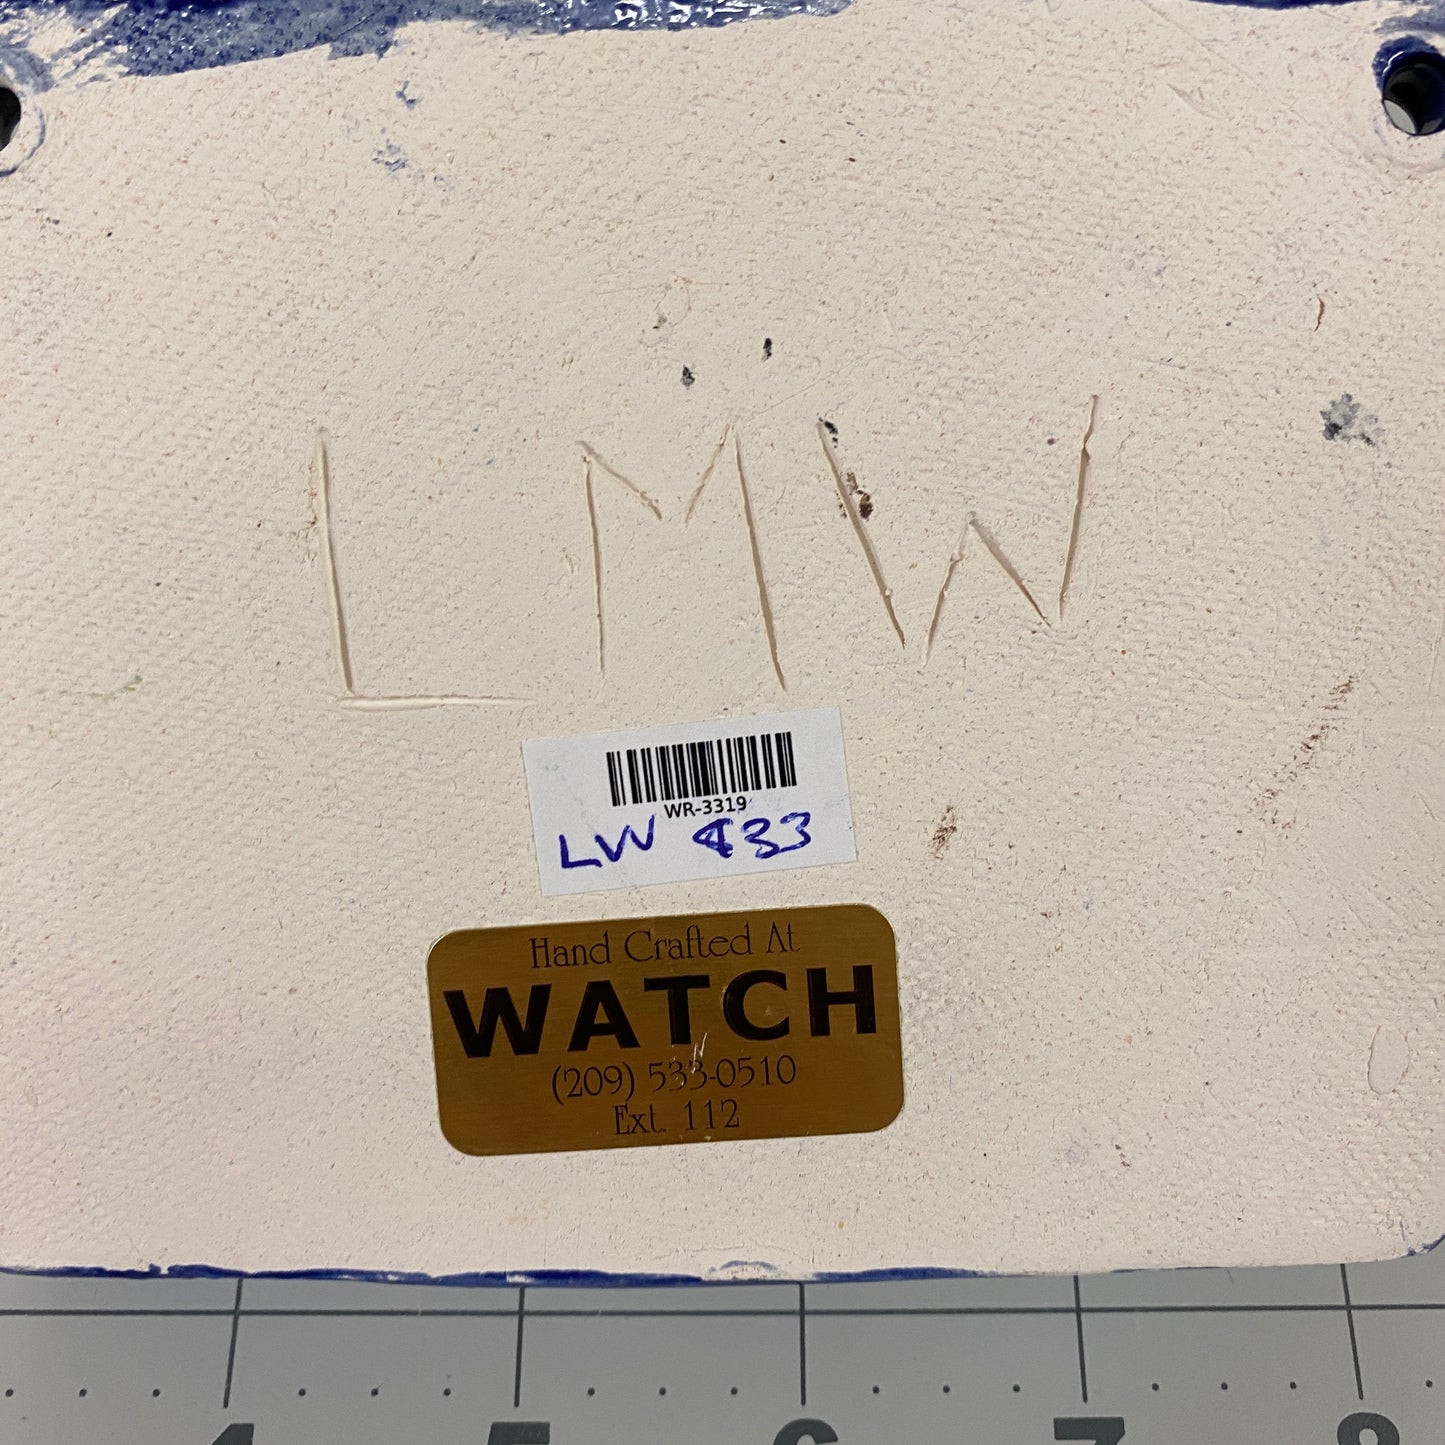 LMW
WR-3319
LW 433
Hand Crafted At
WATCH
(209) 533-0510
Ext. 112
4 5 6 7 8